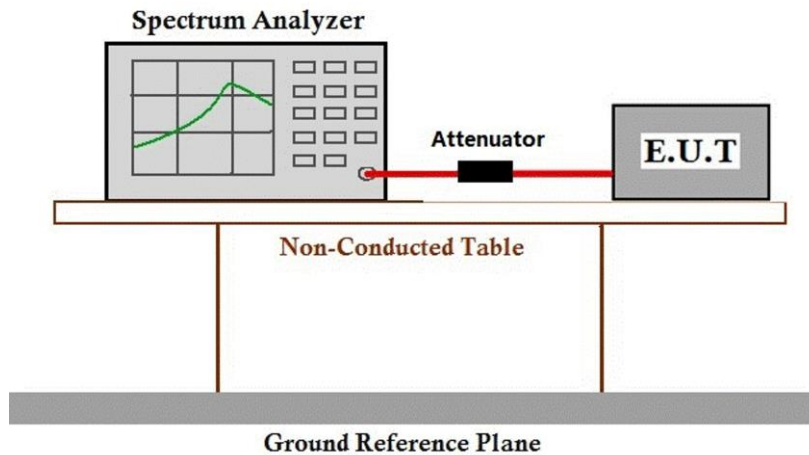 Spectrum Analyzer
Attenuator
E.U.T
Non-Conducted Table
Ground Reference Plane